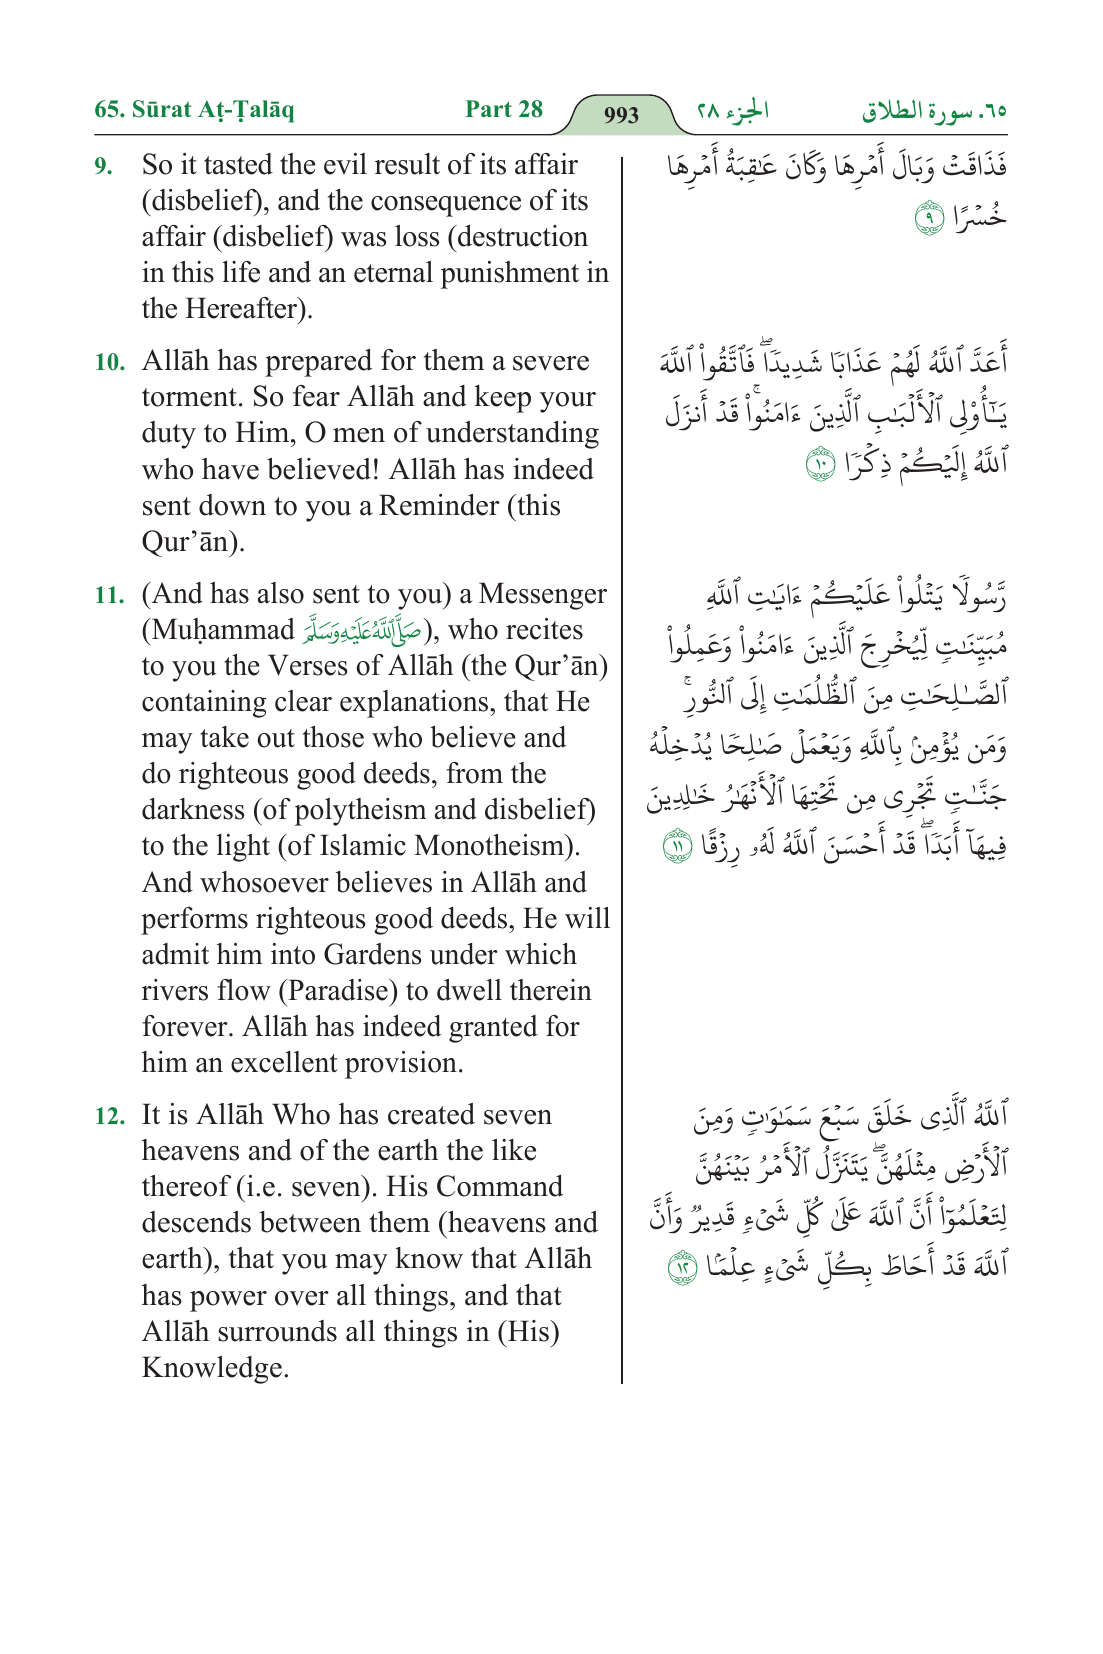 65. Sūrat Aṭ-Ṭalāq Part 28 993 الجزء ٢٨ ٦٥. سورة الطلاق
9. So it tasted the evil result of its affair
(disbelief), and the consequence of its
affair (disbelief) was loss (destruction
in this life and an eternal punishment in
the Hereafter).
10. Allāh has prepared for them a severe
torment. So fear Allāh and keep your
duty to Him, O men of understanding
who have believed! Allāh has indeed
sent down to you a Reminder (this
Qur’ān).
11. (And has also sent to you) a Messenger
(Muḥammad صَلَّى اللَّهُ عَلَيْهِ وَسَلَّمَ), who recites
to you the Verses of Allāh (the Qur’ān)
containing clear explanations, that He
may take out those who believe and
do righteous good deeds, from the
darkness (of polytheism and disbelief)
to the light (of Islamic Monotheism).
And whosoever believes in Allāh and
performs righteous good deeds, He will
admit him into Gardens under which
rivers flow (Paradise) to dwell therein
forever. Allāh has indeed granted for
him an excellent provision.
12. It is Allāh Who has created seven
heavens and of the earth the like
thereof (i.e. seven). His Command
descends between them (heavens and
earth), that you may know that Allāh
has power over all things, and that
Allāh surrounds all things in (His)
Knowledge.
فَذَاقَتْ وَبَالَ أَمْرِهَا وَكَانَ عَٰقِبَةُ أَمْرِهَا
خُسْرًا ٩
أَعَدَّ ٱللَّهُ لَهُمْ عَذَابًا شَدِيدًا ۖ فَٱتَّقُوا۟ ٱللَّهَ
يَٰٓأُو۟لِى ٱلْأَلْبَٰبِ ٱلَّذِينَ ءَامَنُوا۟ ۚ قَدْ أَنزَلَ
ٱللَّهُ إِلَيْكُمْ ذِكْرًا ١٠
رَّسُولًا يَتْلُوا۟ عَلَيْكُمْ ءَايَٰتِ ٱللَّهِ
مُبَيِّنَٰتٍ لِّيُخْرِجَ ٱلَّذِينَ ءَامَنُوا۟ وَعَمِلُوا۟
ٱلصَّٰلِحَٰتِ مِنَ ٱلظُّلُمَٰتِ إِلَى ٱلنُّورِ ۚ
وَمَن يُؤْمِنۢ بِٱللَّهِ وَيَعْمَلْ صَٰلِحًا يُدْخِلْهُ
جَنَّٰتٍ تَجْرِى مِن تَحْتِهَا ٱلْأَنْهَٰرُ خَٰلِدِينَ
فِيهَآ أَبَدًا ۖ قَدْ أَحْسَنَ ٱللَّهُ لَهُۥ رِزْقًا ١١
ٱللَّهُ ٱلَّذِى خَلَقَ سَبْعَ سَمَٰوَٰتٍ وَمِنَ
ٱلْأَرْضِ مِثْلَهُنَّ ۖ يَتَنَزَّلُ ٱلْأَمْرُ بَيْنَهُنَّ
لِتَعْلَمُوٓا۟ أَنَّ ٱللَّهَ عَلَىٰ كُلِّ شَىْءٍ قَدِيرٌ وَأَنَّ
ٱللَّهَ قَدْ أَحَاطَ بِكُلِّ شَىْءٍ عِلْمًۢا ١٢